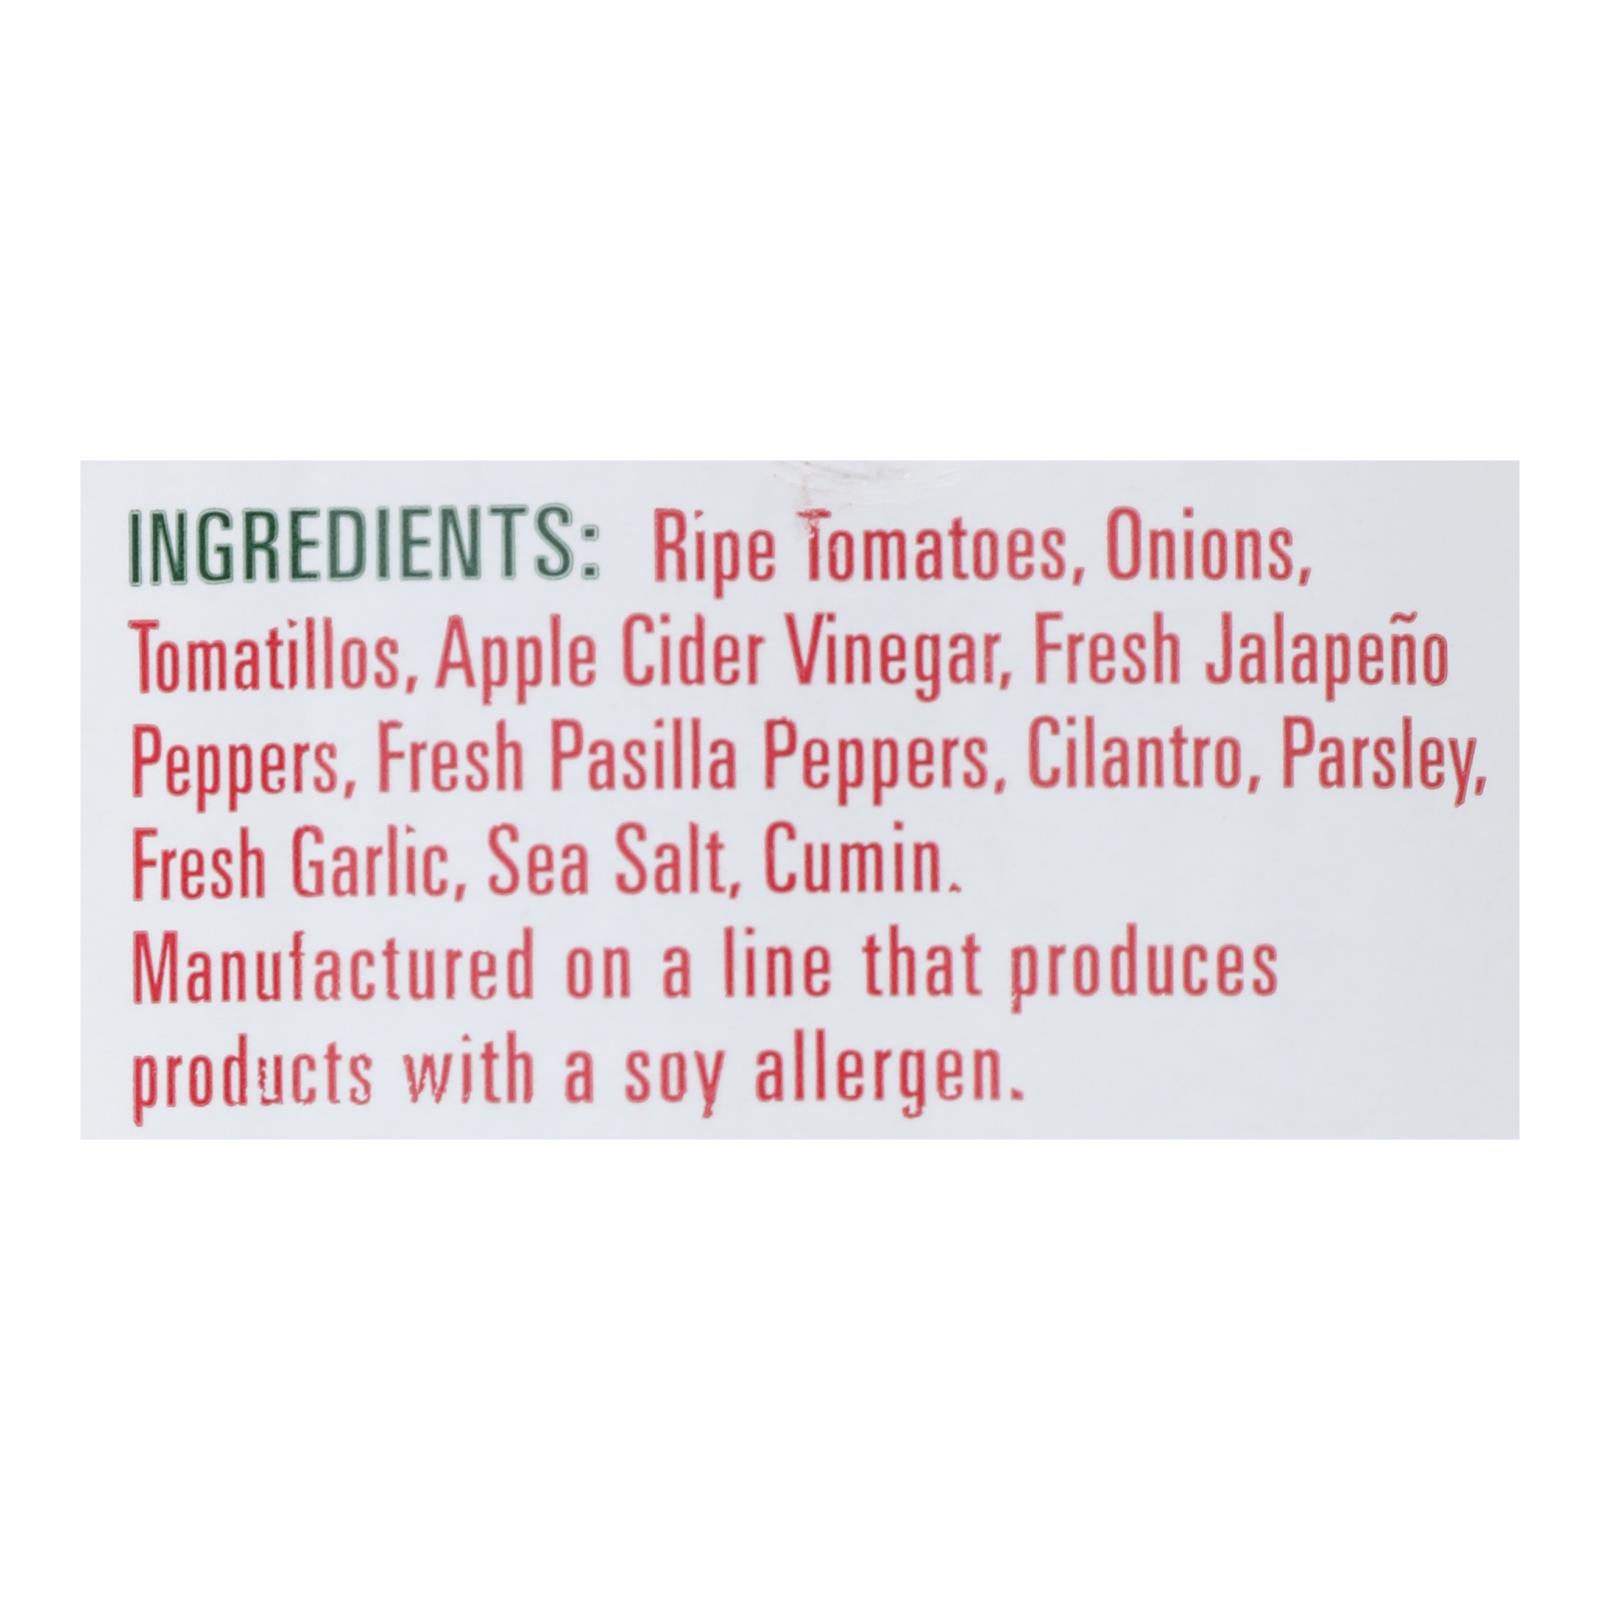 INGREDIENTS: Ripe Tomatoes, Onions,
Tomatillos, Apple Cider Vinegar, Fresh Jalapeño
Peppers, Fresh Pasilla Peppers, Cilantro, Parsley,
Fresh Garlic, Sea Salt, Cumin.
Manufactured on a line that produces
products with a soy allergen.